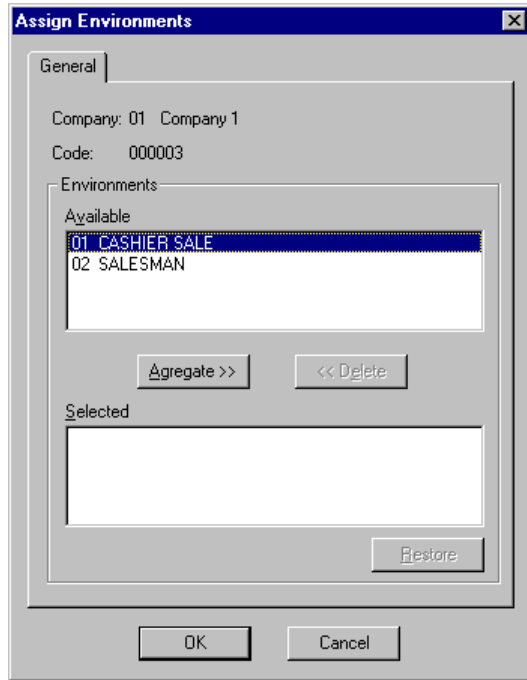 Assign Environments
General
Company: 01 Company 1
Code: 000003
Environments
Available
01 CASHIER SALE
02 SALESMAN
Agregate >>
<< Delete
Selected
Restore
OK
Cancel